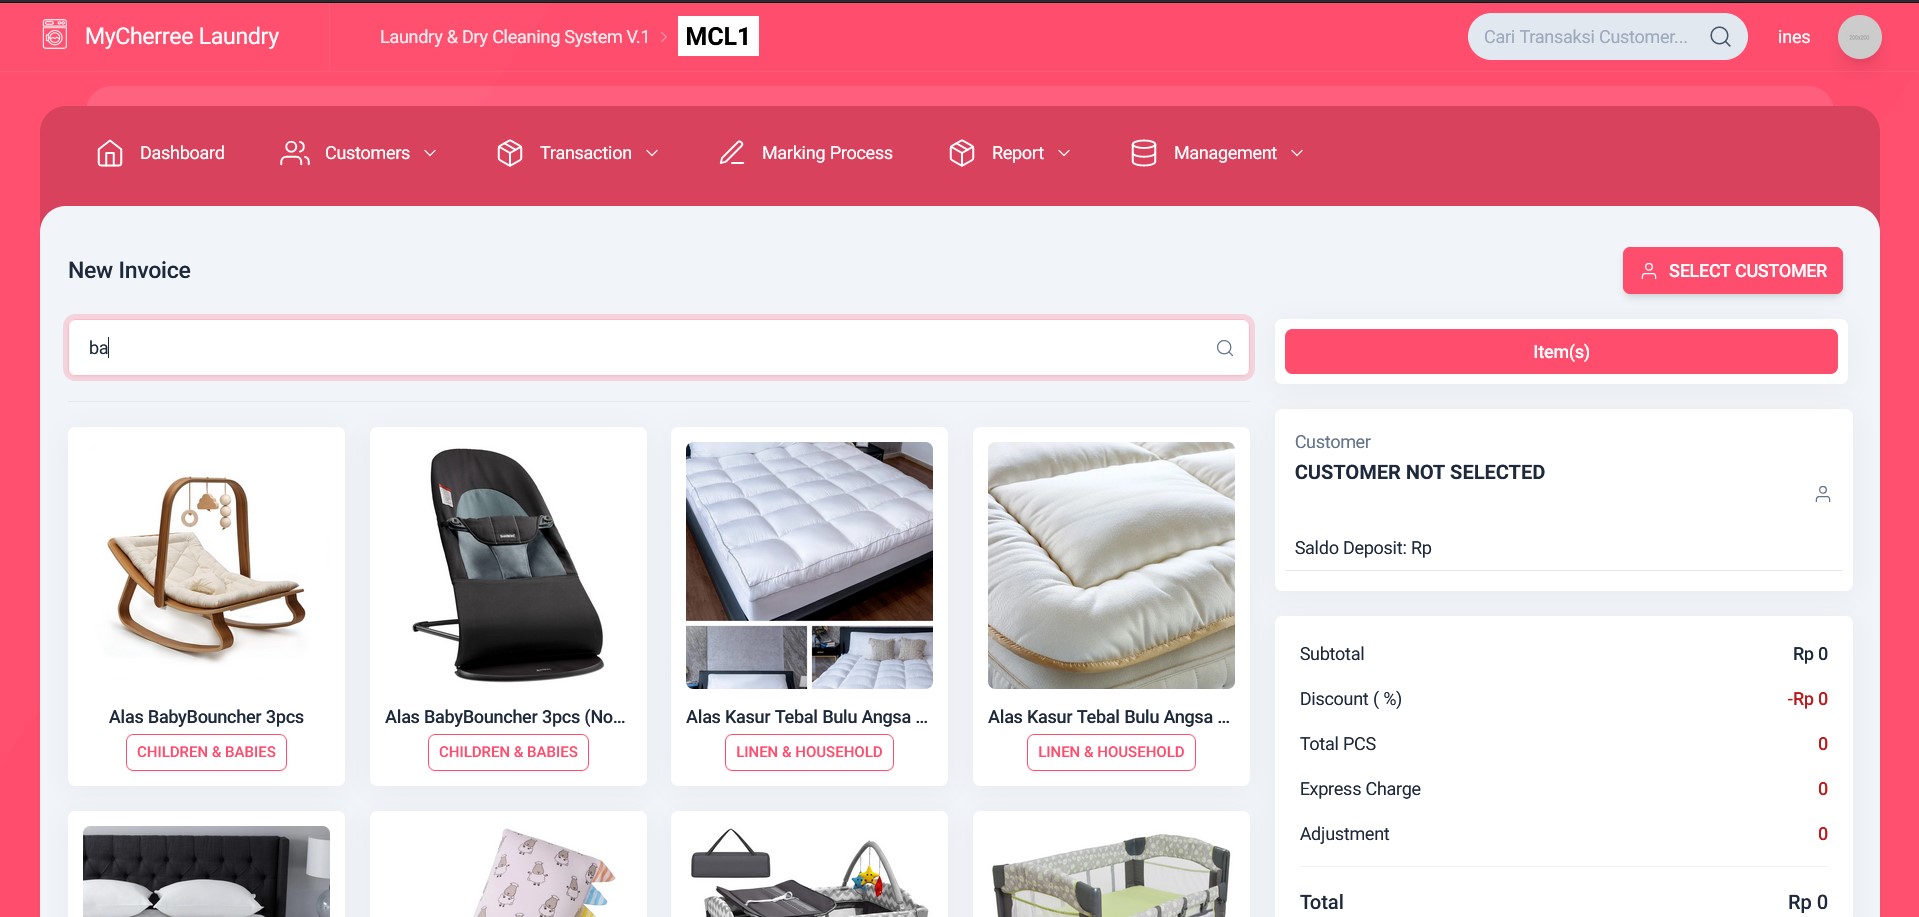 MyCherree Laundry
Laundry & Dry Cleaning System V.1
MCL1
Cari Transaksi Customer...
ines
Dashboard
Customers
Transaction
Marking Process
Report
Management
New Invoice
SELECT CUSTOMER
ba
Item(s)
Customer
CUSTOMER NOT SELECTED
Saldo Deposit: Rp
Alas BabyBouncher 3pcs
CHILDREN & BABIES
Alas BabyBouncher 3pcs (No...
CHILDREN & BABIES
Alas Kasur Tebal Bulu Angsa ...
LINEN & HOUSEHOLD
Alas Kasur Tebal Bulu Angsa ...
LINEN & HOUSEHOLD
Subtotal Rp 0
Discount ( %) -Rp 0
Total PCS 0
Express Charge 0
Adjustment 0
Total Rp 0